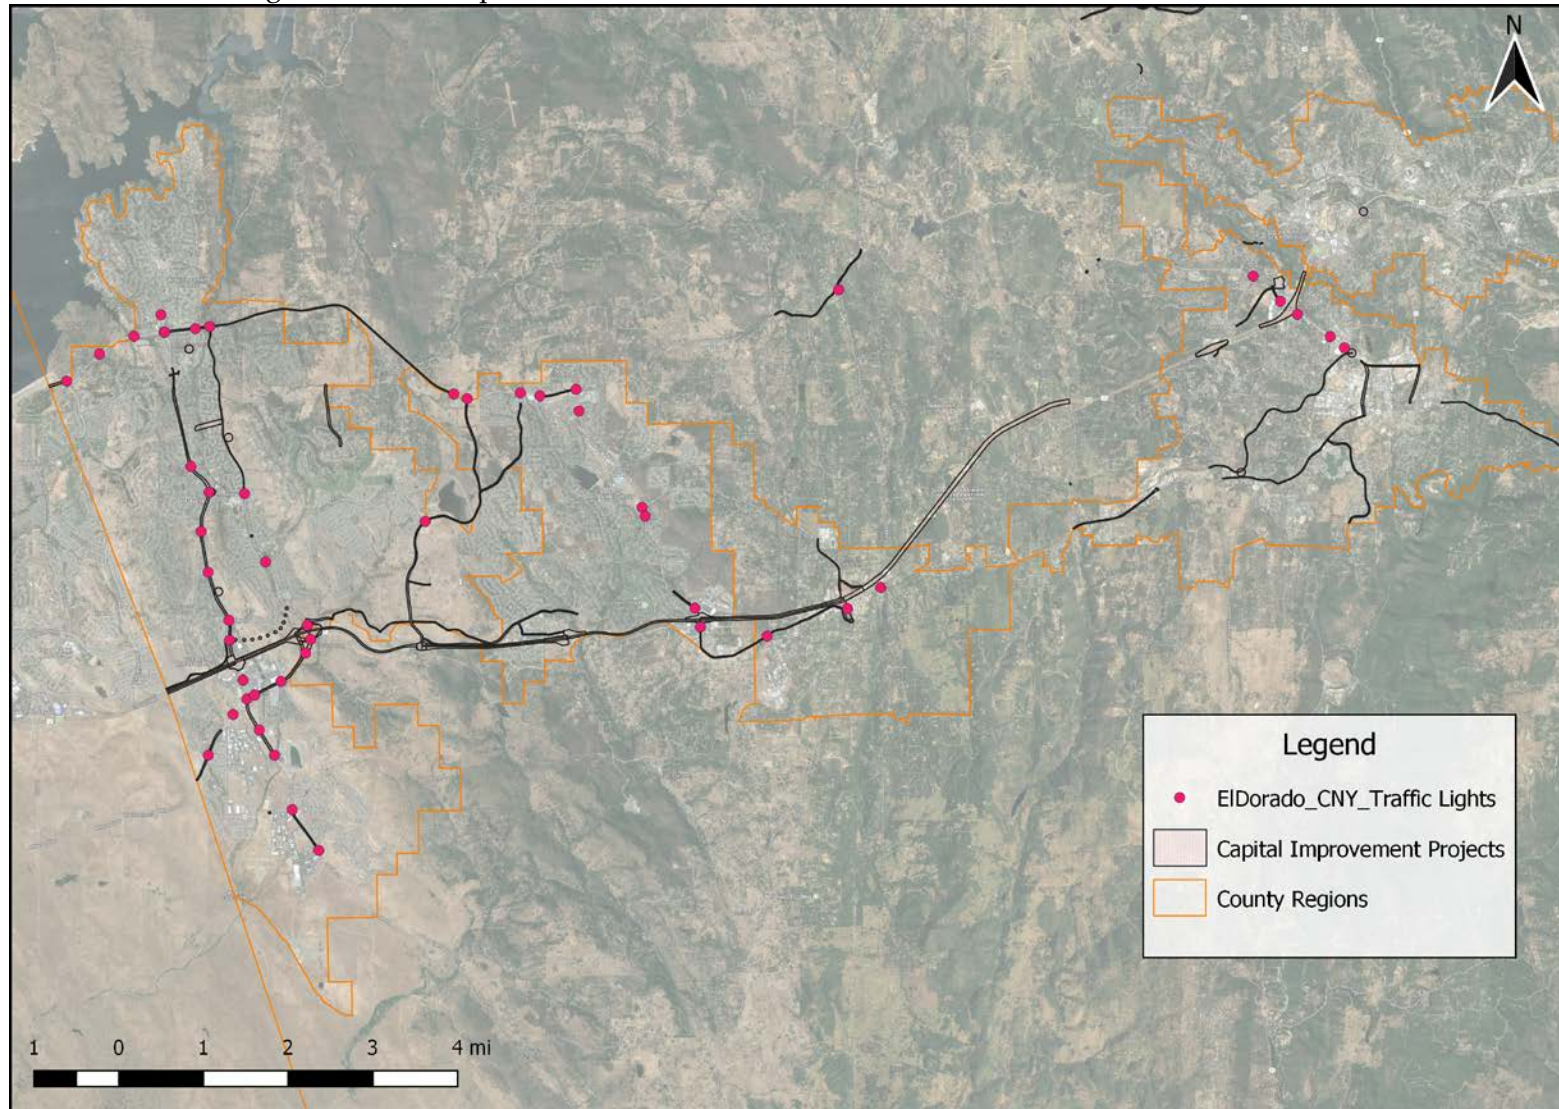 N
Legend
ElDorado_CNY_Traffic Lights
Capital Improvement Projects
County Regions
1 0 1 2 3 4 mi